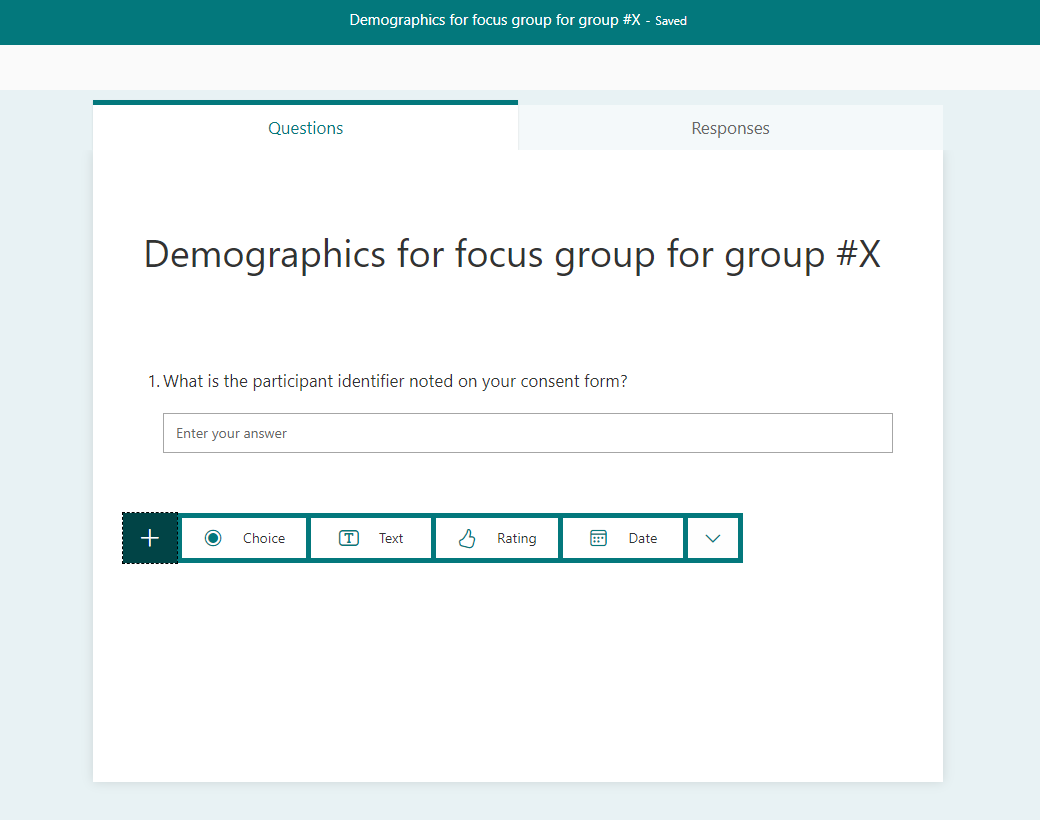 Demographics for focus group for group #X - Saved
Questions
Responses
Demographics for focus group for group #X
1. What is the participant identifier noted on your consent form?
Enter your answer
Choice
Text
Rating
Date